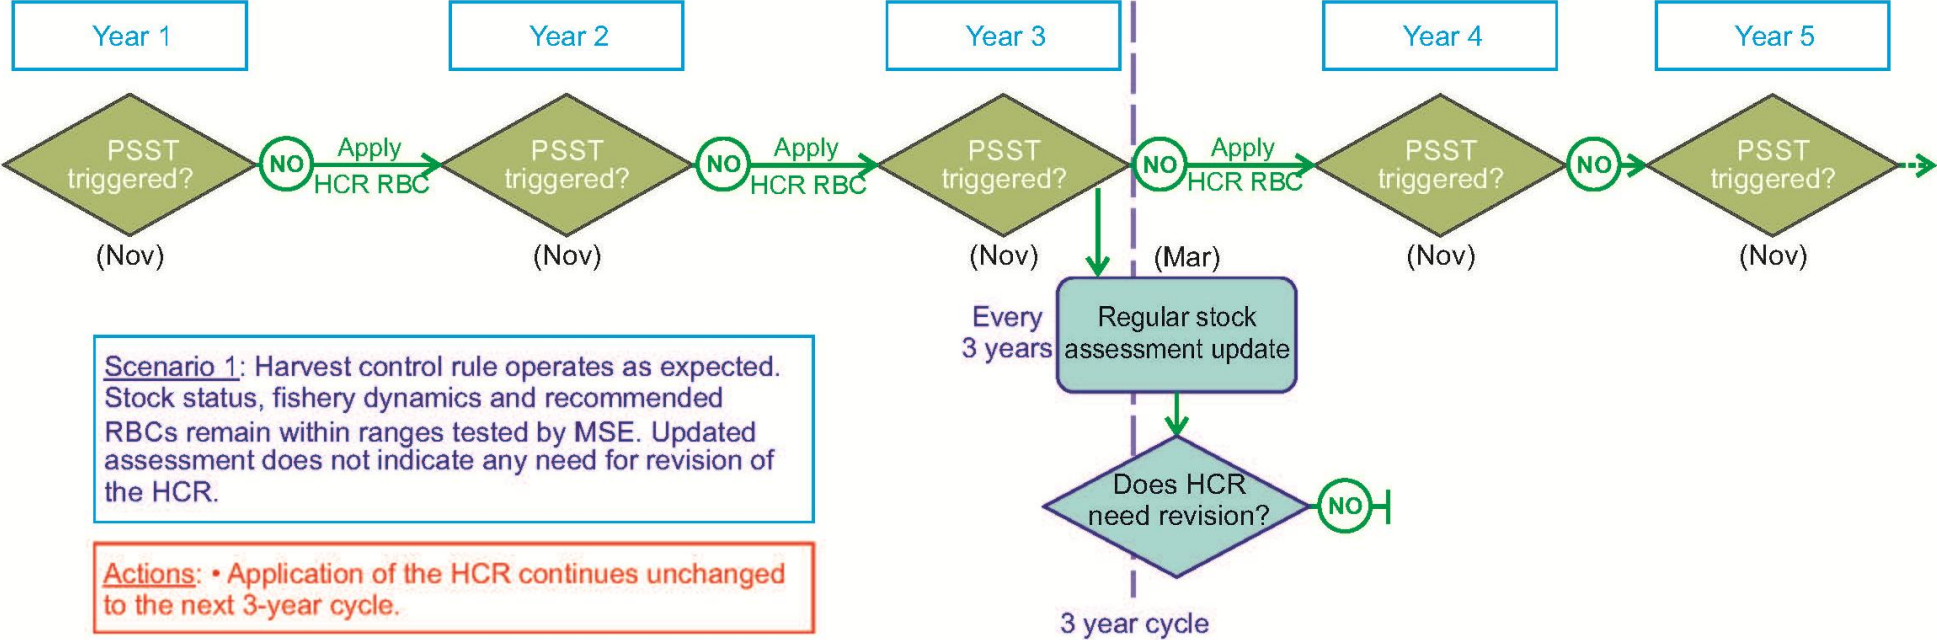 Year 1
Year 2
Year 3
Year 4
Year 5
PSST
triggered?
NO
Apply
HCR RBC
PSST
triggered?
NO
Apply
HCR RBC
PSST
triggered?
NO
Apply
HCR RBC
PSST
triggered?
NO
PSST
triggered?
(Nov)
(Nov)
(Nov)
(Mar)
(Nov)
(Nov)
Every
3 years
Regular stock
assessment update
Does HCR
need revision?
NO
3 year cycle
Scenario 1: Harvest control rule operates as expected.
Stock status, fishery dynamics and recommended
RBCs remain within ranges tested by MSE. Updated
assessment does not indicate any need for revision of
the HCR.
Actions: • Application of the HCR continues unchanged
to the next 3-year cycle.